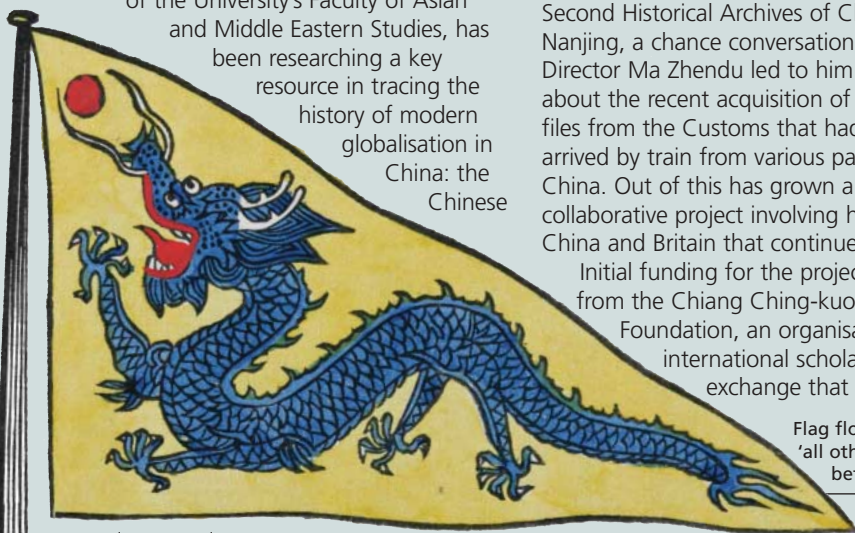 of the University's Faculty of Asian
and Middle Eastern Studies, has
been researching a key
resource in tracing the
history of modern
globalisation in
China: the
Chinese
Second Historical Archives of C
Nanjing, a chance conversation
Director Ma Zhendu led to him
about the recent acquisition of
files from the Customs that had
arrived by train from various pa
China. Out of this has grown a
collaborative project involving h
China and Britain that continue
Initial funding for the projec
from the Chiang Ching-kuo
Foundation, an organisa
international schola
exchange that
Flag flo
'all oth
be